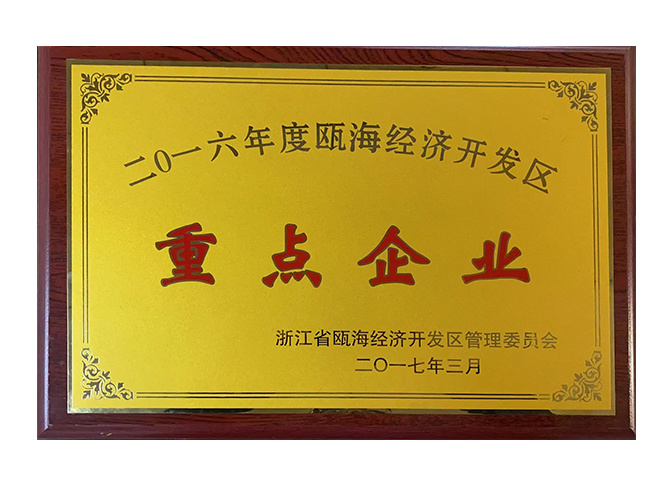 二〇一六年度瓯海经济开发区
重点企业
浙江省瓯海经济开发区管理委员会
二〇一七年三月